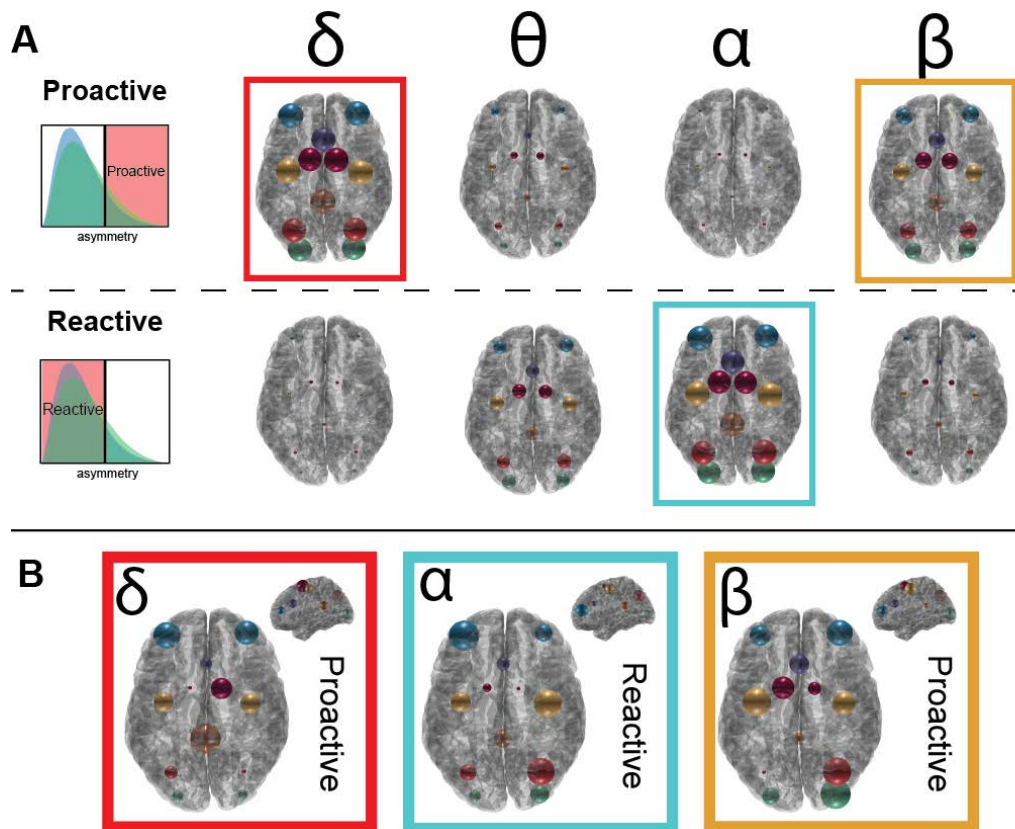 A
δ θ α β
Proactive
Proactive
asymmetry
Reactive
Reactive
asymmetry
B
δ
Proactive
α
Reactive
β
Proactive